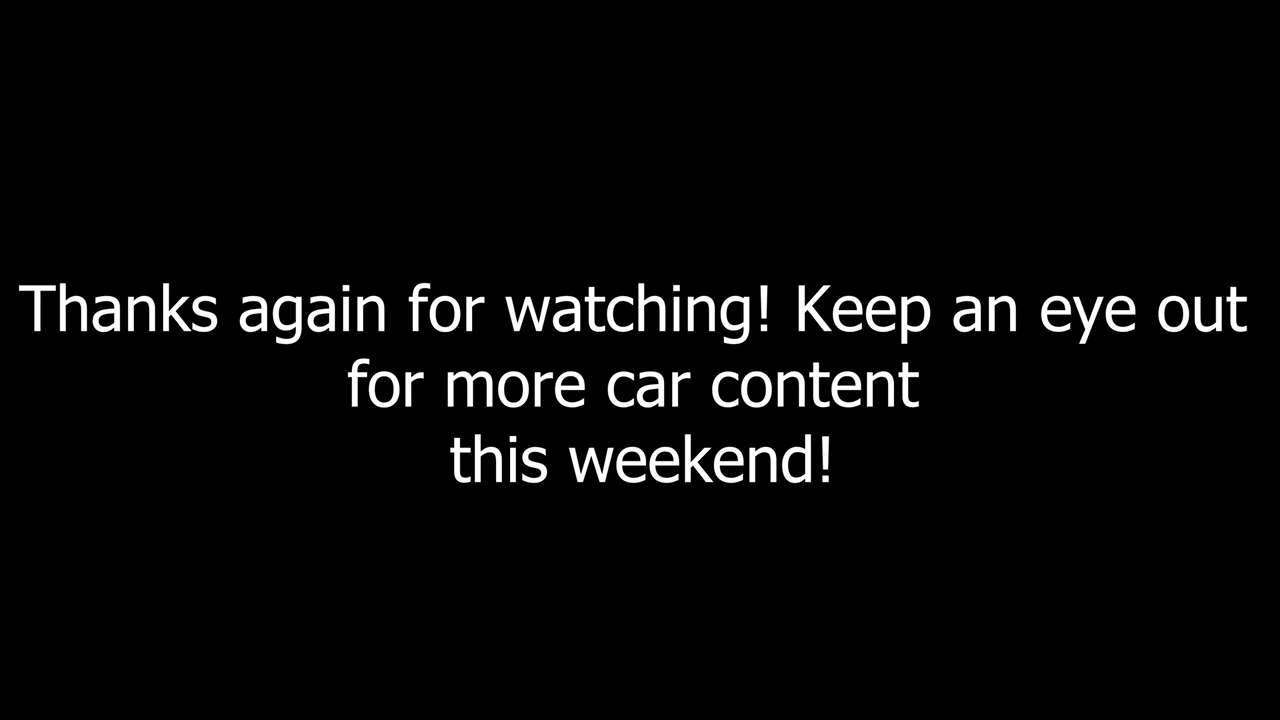 Thanks again for watching! Keep an eye out
for more car content
this weekend!